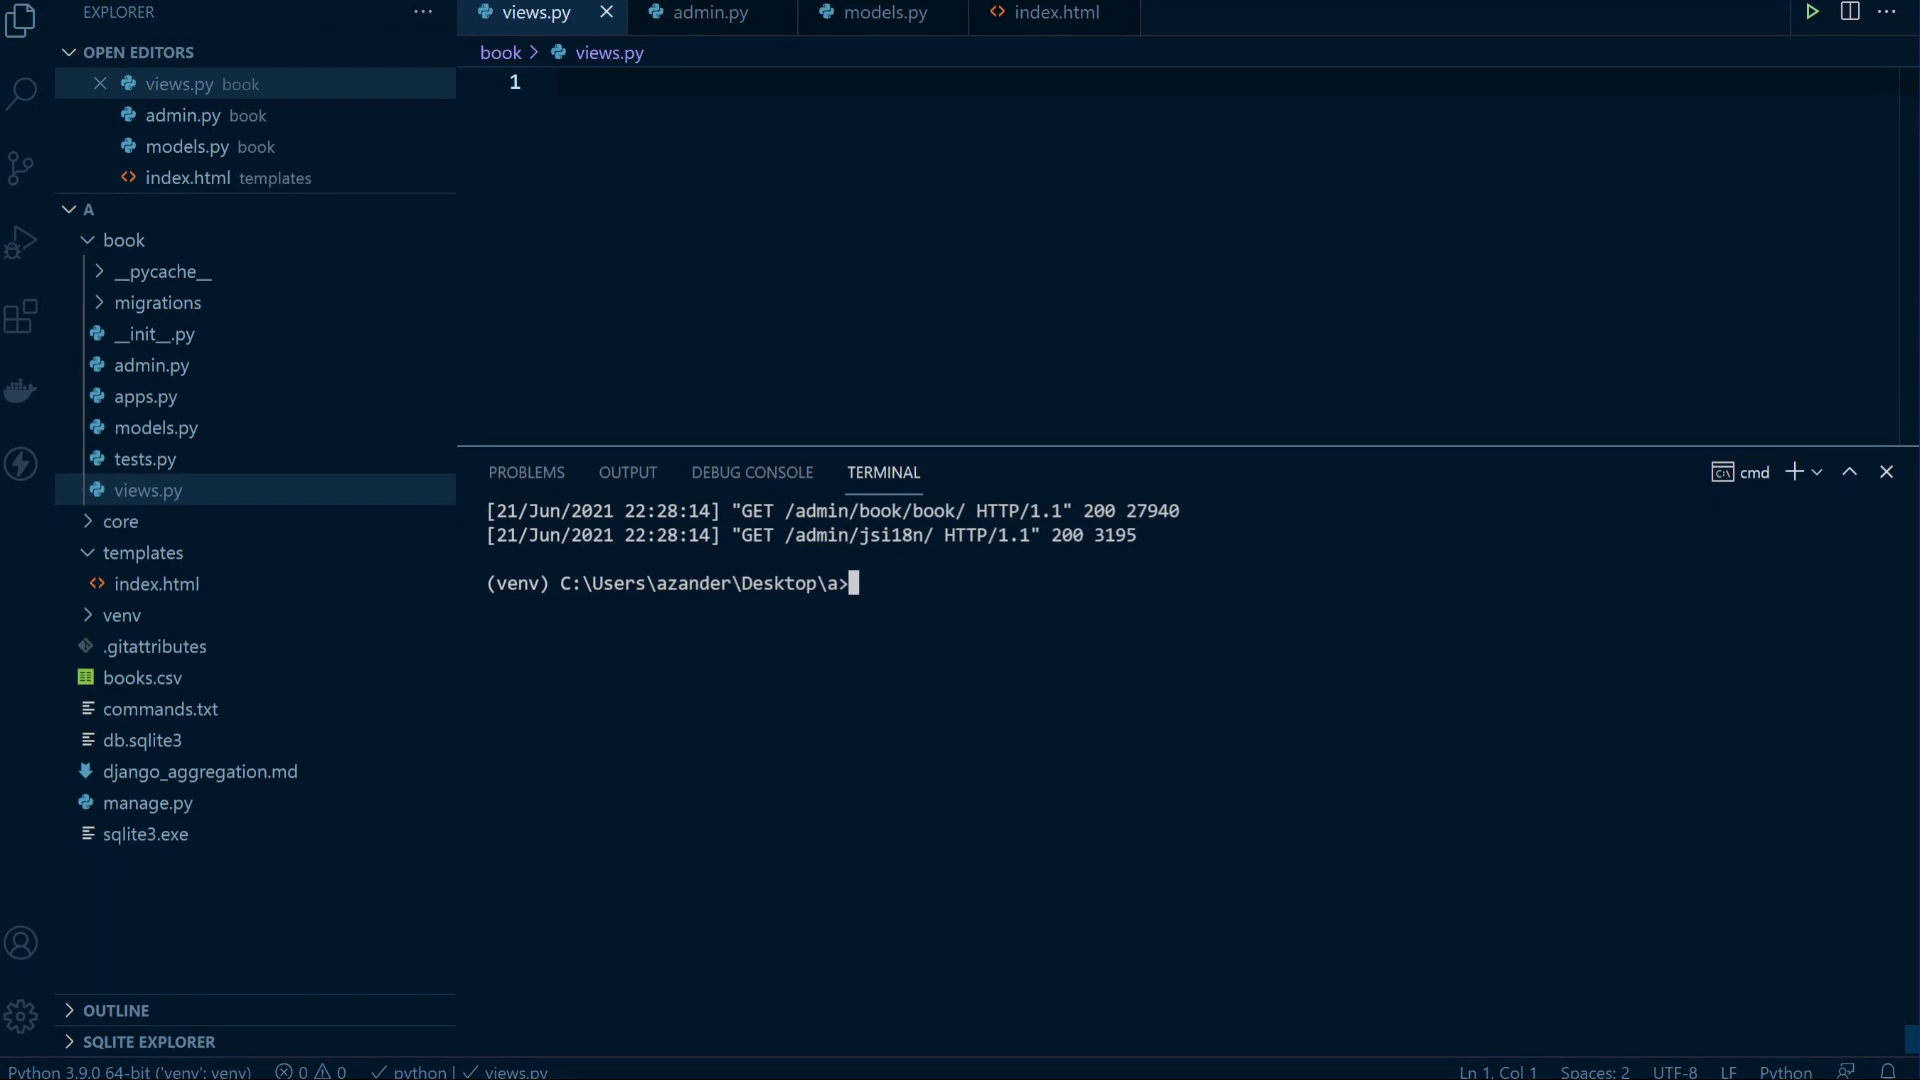 EXPLORER
views.py
admin.py
models.py
index.html
OPEN EDITORS
book > views.py
1
views.py book
admin.py book
models.py book
index.html templates
A
book
__pycache__
migrations
__init__.py
admin.py
apps.py
models.py
tests.py
views.py
core
templates
index.html
venv
.gitattributes
books.csv
commands.txt
db.sqlite3
django_aggregation.md
manage.py
sqlite3.exe
OUTLINE
SQLITE EXPLORER
PROBLEMS OUTPUT DEBUG CONSOLE TERMINAL
cmd
[21/Jun/2021 22:28:14] "GET /admin/book/book/ HTTP/1.1" 200 27940
[21/Jun/2021 22:28:14] "GET /admin/jsi18n/ HTTP/1.1" 200 3195
(venv) C:\Users\azander\Desktop\a>
Python 3.9.0 64-bit ('venv': venv) 0 0 python | views.py Ln 1, Col 1 Spaces: 2 UTF-8 LF Python